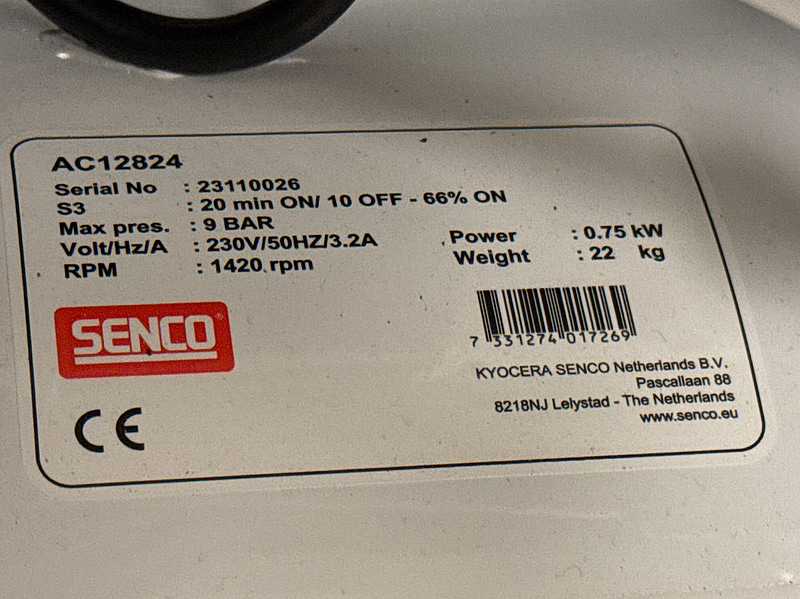 AC12824
Serial No : 23110026
S3 : 20 min ON/ 10 OFF - 66% ON
Max pres. : 9 BAR
Volt/Hz/A : 230V/50HZ/3.2A
RPM : 1420 rpm
Power : 0.75 kW
Weight : 22 kg
SENCO®
7 331274 017269
KYOCERA SENCO Netherlands B.V.
Pascallaan 88
8218NJ Lelystad - The Netherlands
www.senco.eu
CE